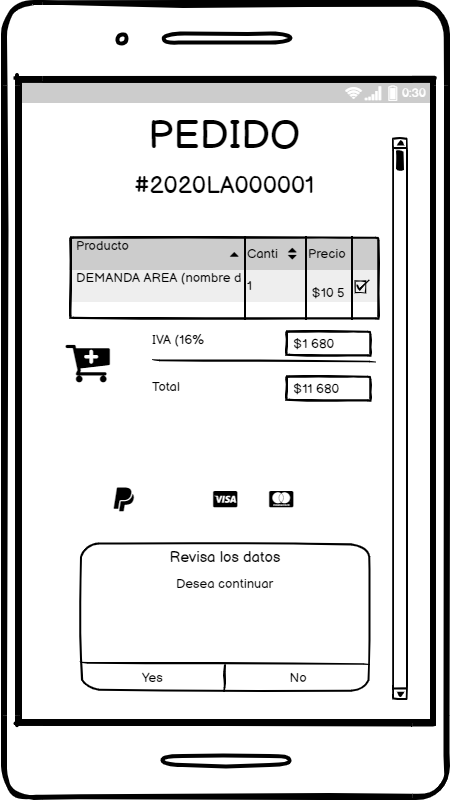 0:30
PEDIDO
#2020LA000001
Producto Canti Precio
DEMANDA AREA (nombre d 1 $10 5
IVA (16% $1 680
Total $11 680
VISA
Revisa los datos
Desea continuar
Yes No